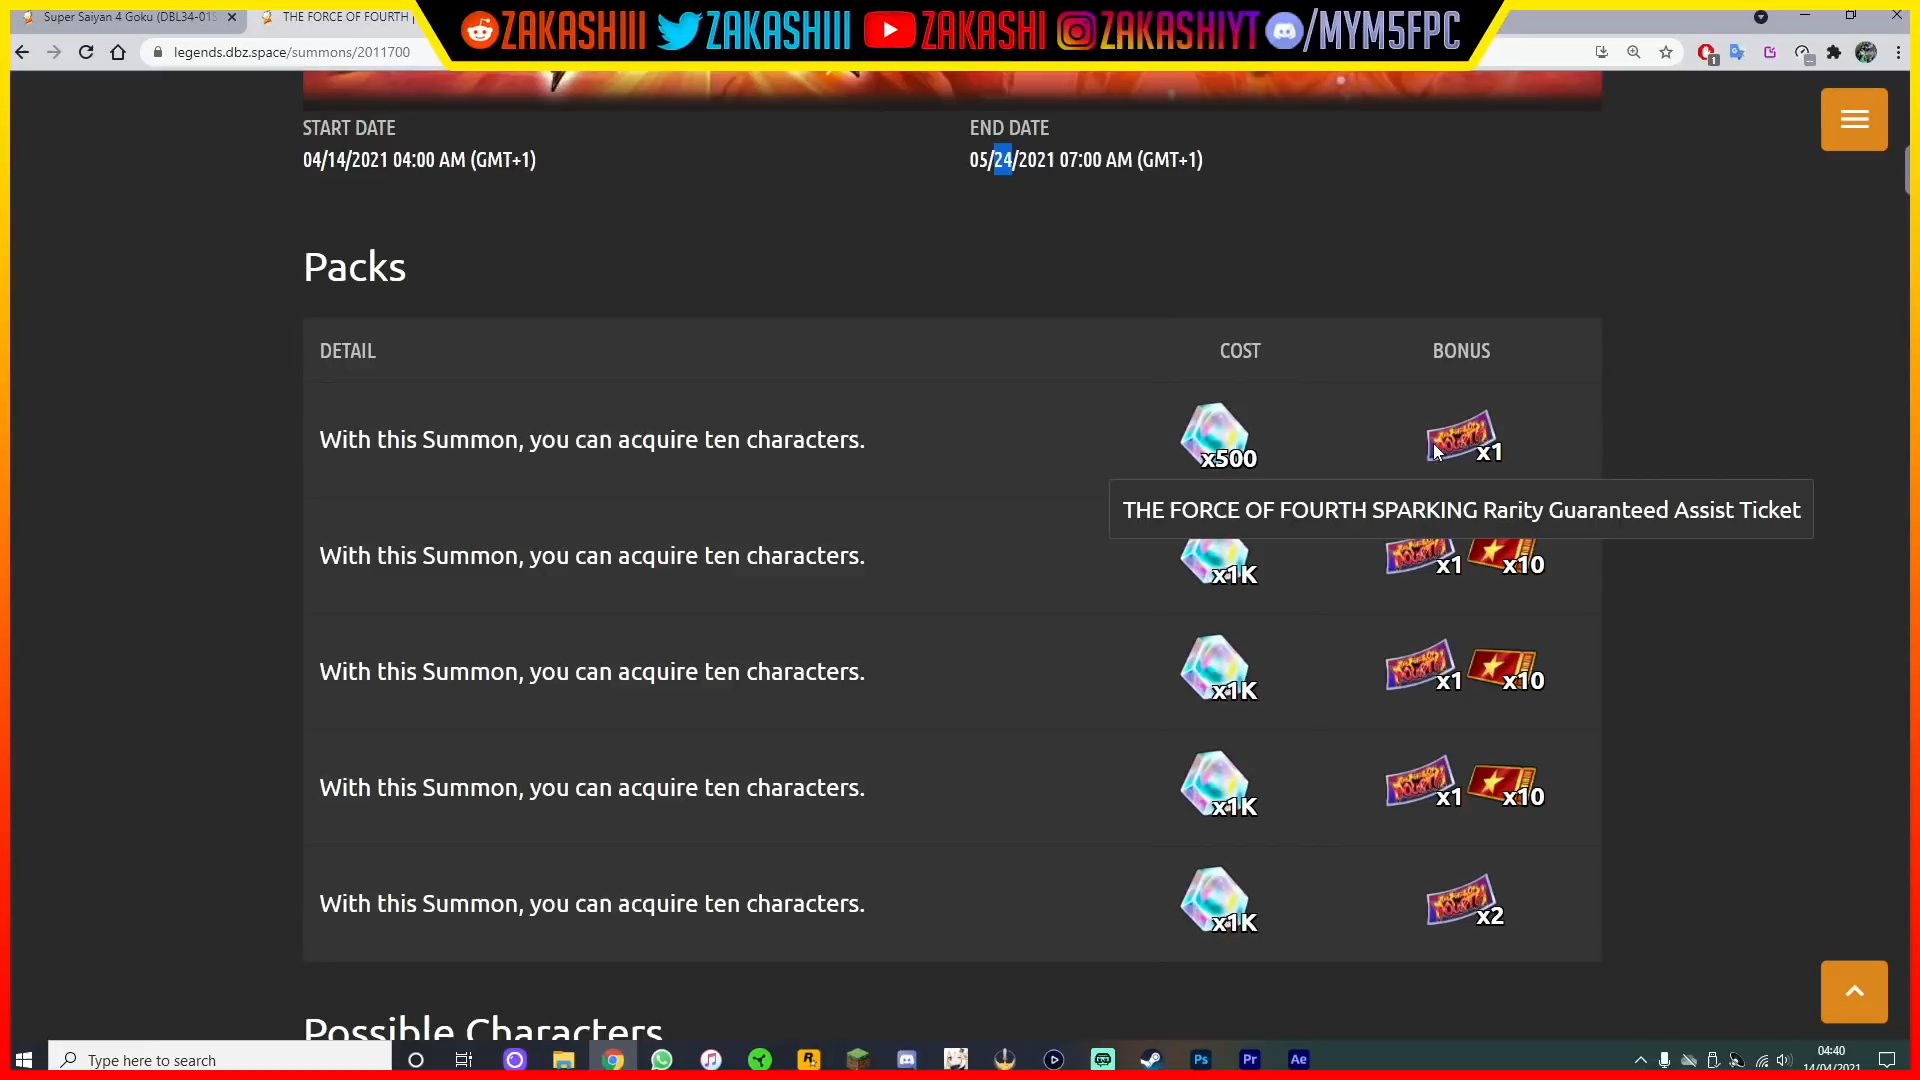 Super Saiyan 4 Goku (DBL34-01S
THE FORCE OF FOURTH |
ZAKASHIII ZAKASHIII ZAKASHI ZAKASHIYT /MYM5FPC
legends.dbz.space/summons/2011700
START DATE
END DATE
04/14/2021 04:00 AM (GMT+1)
05/24/2021 07:00 AM (GMT+1)
Packs
DETAIL
COST
BONUS
With this Summon, you can acquire ten characters.
x500
x1
THE FORCE OF FOURTH SPARKING Rarity Guaranteed Assist Ticket
With this Summon, you can acquire ten characters.
x1K
x1
x10
With this Summon, you can acquire ten characters.
x1K
x1
x10
With this Summon, you can acquire ten characters.
x1K
x1
x10
With this Summon, you can acquire ten characters.
x1K
x2
Possible Characters
Type here to search
Ps
Pr
Ae
04:40
14/04/2021